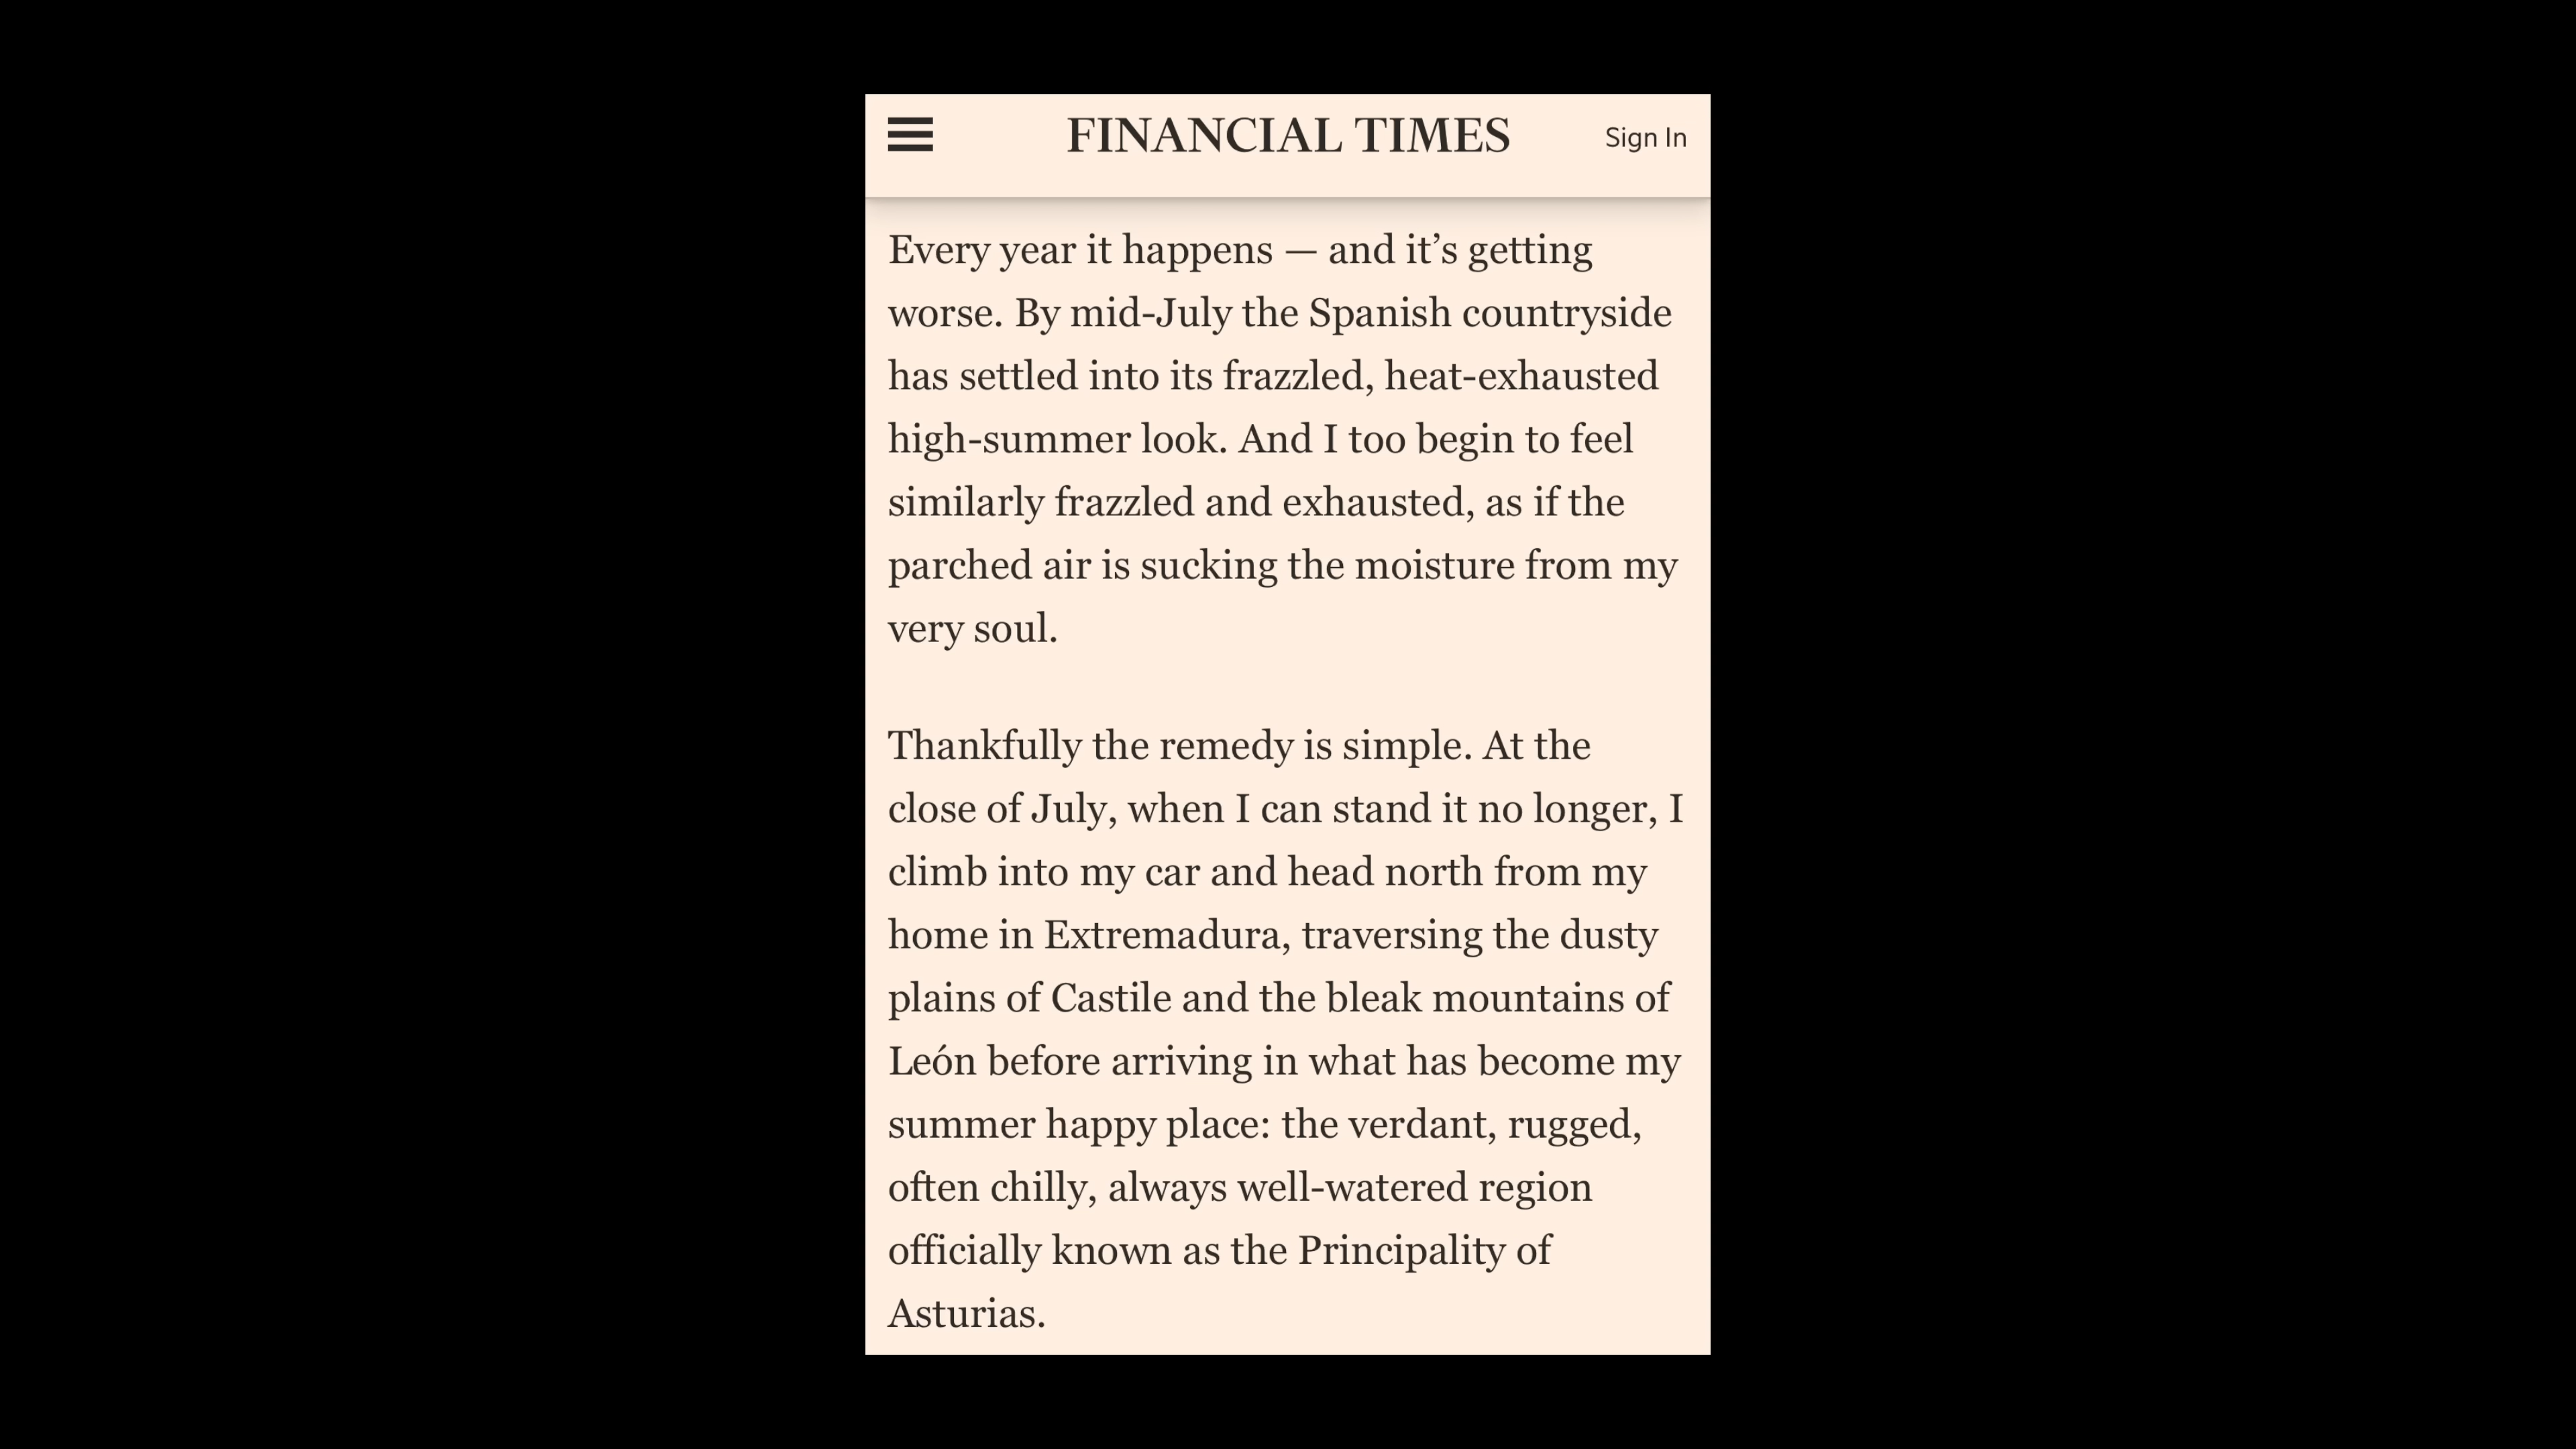 FINANCIAL TIMES
Sign In
Every year it happens — and it’s getting
worse. By mid-July the Spanish countryside
has settled into its frazzled, heat-exhausted
high-summer look. And I too begin to feel
similarly frazzled and exhausted, as if the
parched air is sucking the moisture from my
very soul.
Thankfully the remedy is simple. At the
close of July, when I can stand it no longer, I
climb into my car and head north from my
home in Extremadura, traversing the dusty
plains of Castile and the bleak mountains of
León before arriving in what has become my
summer happy place: the verdant, rugged,
often chilly, always well-watered region
officially known as the Principality of
Asturias.